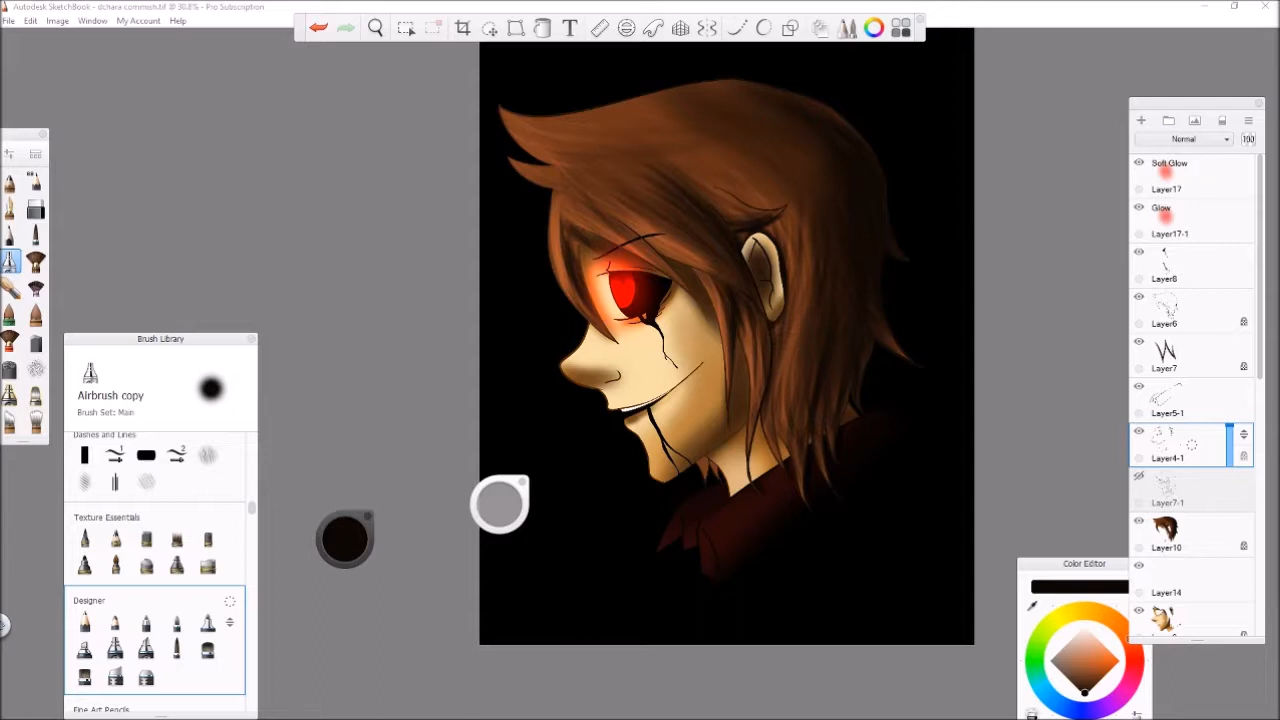 Autodesk SketchBook - dchara commish.tif @ 30.8% - Pro Subscription
File Edit Image Window My Account Help
Normal
100
Soft Glow
Layer17
Glow
Layer17-1
Layer8
Layer6
Layer7
Layer5-1
Layer4-1
Layer7-1
Layer10
Layer14
Brush Library
Airbrush copy
Brush Set: Main
Dashes and Lines
Texture Essentials
Designer
Fine Art Pencils
Color Editor